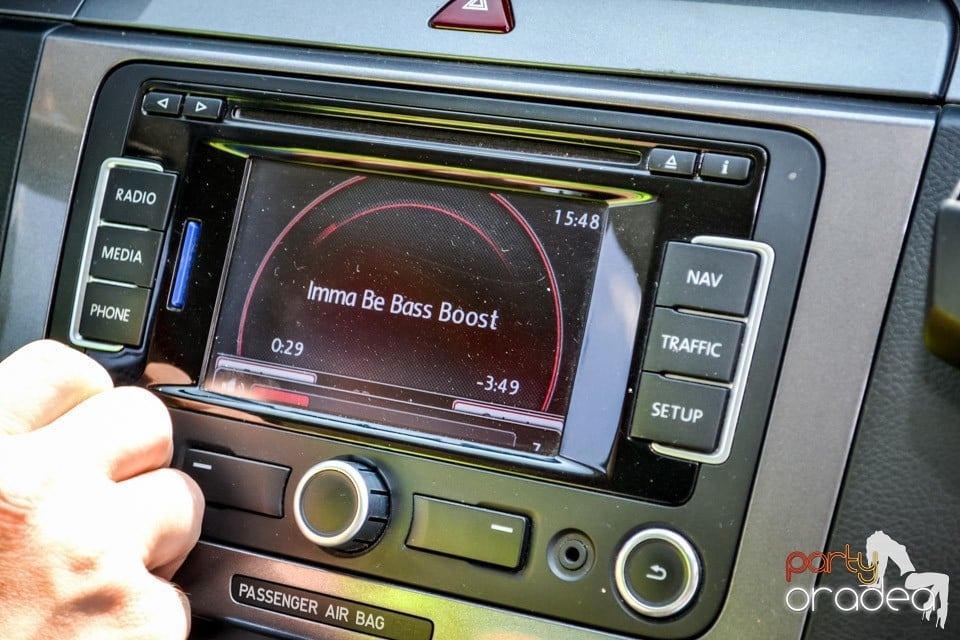 RADIO
MEDIA
PHONE
15:48
Imma Be Bass Boost
0:29
-3:49
7
NAV
TRAFFIC
SETUP
i
PASSENGER AIR BAG
party
oradea